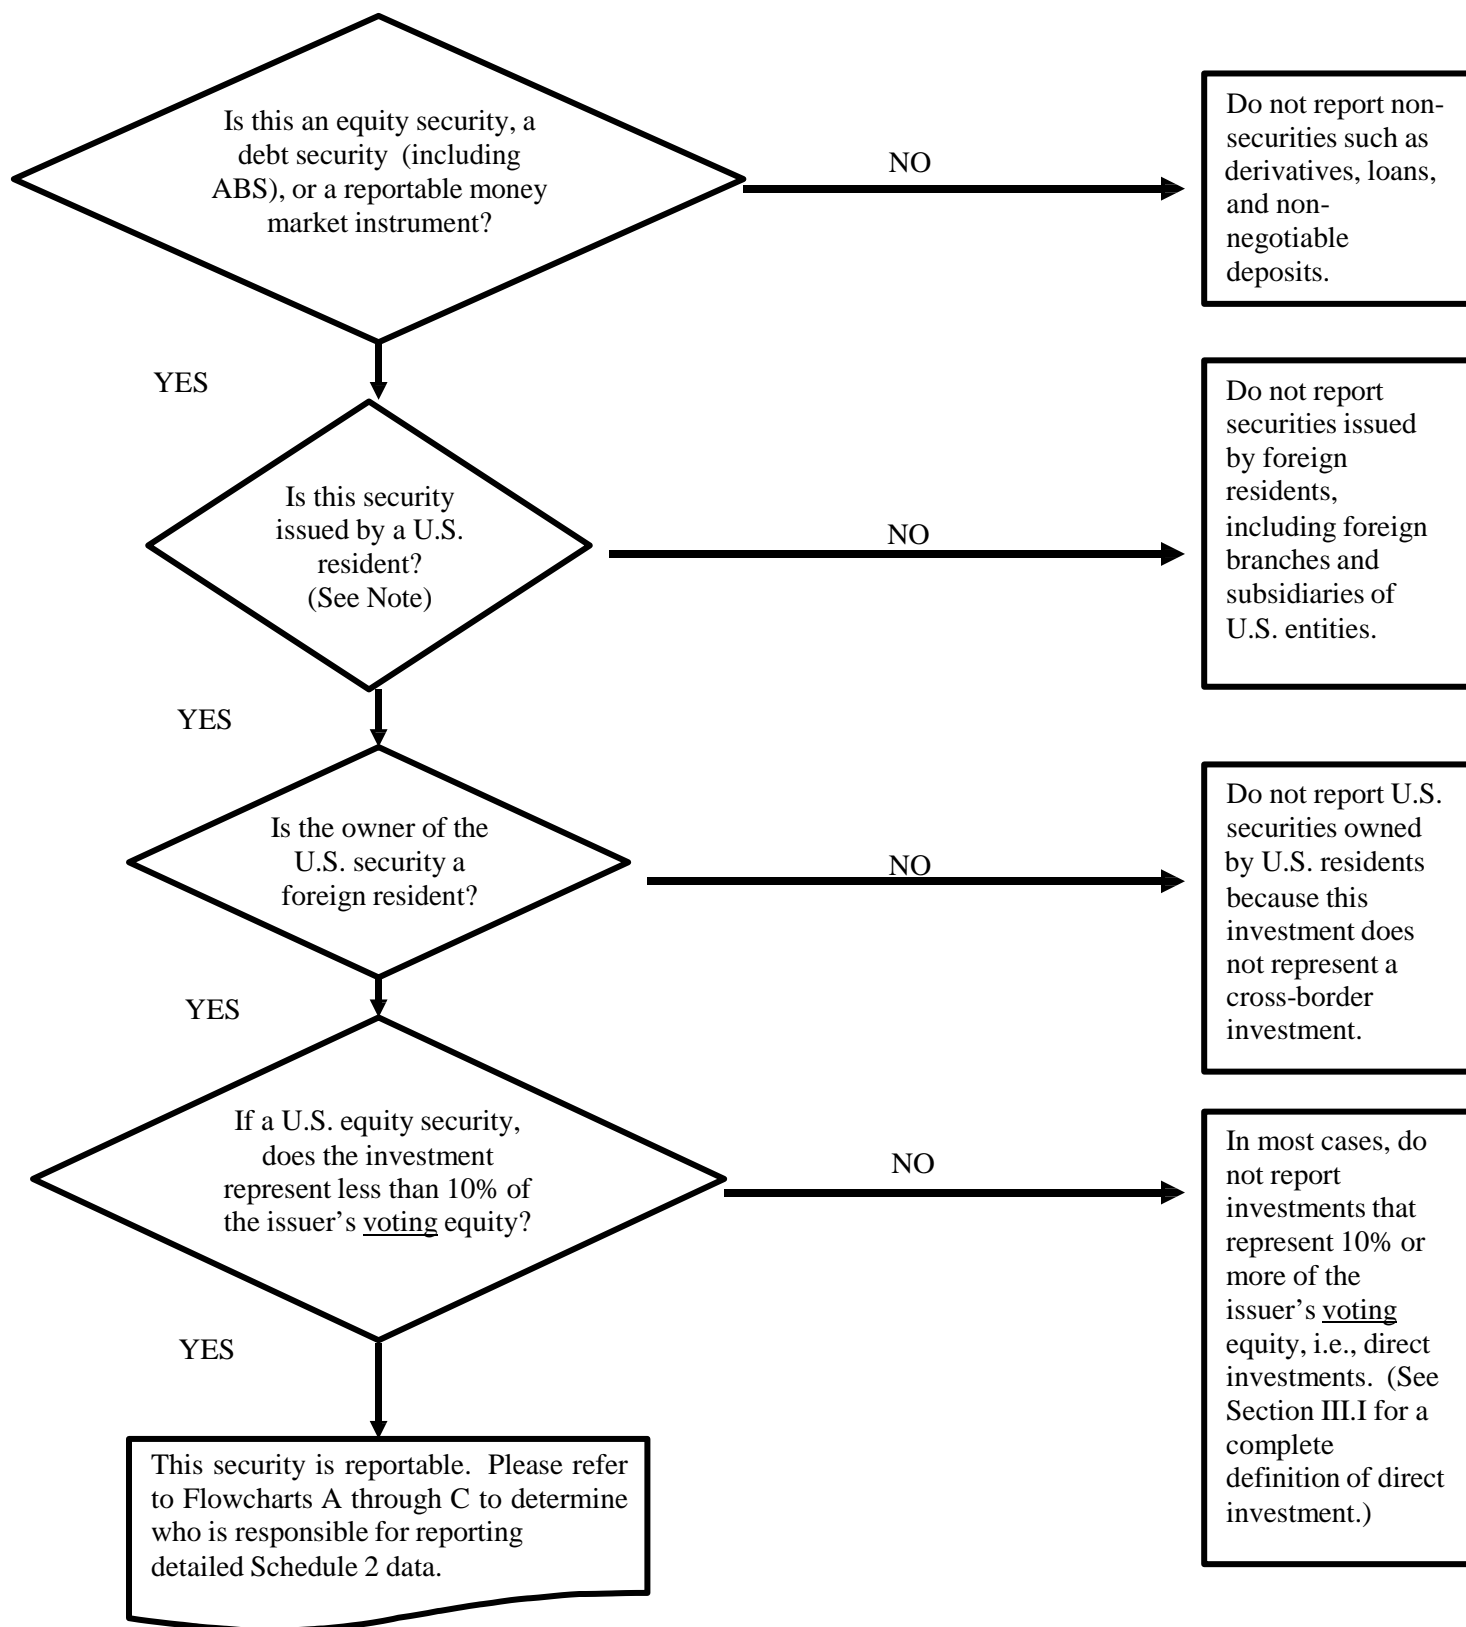 Is this an equity security, a
debt security (including
ABS), or a reportable money
market instrument?
NO
Do not report non-
securities such as
derivatives, loans,
and non-
negotiable
deposits.
YES
Is this security
issued by a U.S.
resident?
(See Note)
NO
Do not report
securities issued
by foreign
residents,
including foreign
branches and
subsidiaries of
U.S. entities.
YES
Is the owner of the
U.S. security a
foreign resident?
NO
Do not report U.S.
securities owned
by U.S. residents
because this
investment does
not represent a
cross-border
investment.
YES
If a U.S. equity security,
does the investment
represent less than 10% of
the issuer’s voting equity?
NO
In most cases, do
not report
investments that
represent 10% or
more of the
issuer’s voting
equity, i.e., direct
investments. (See
Section III.I for a
complete
definition of direct
investment.)
YES
This security is reportable. Please refer
to Flowcharts A through C to determine
who is responsible for reporting
detailed Schedule 2 data.